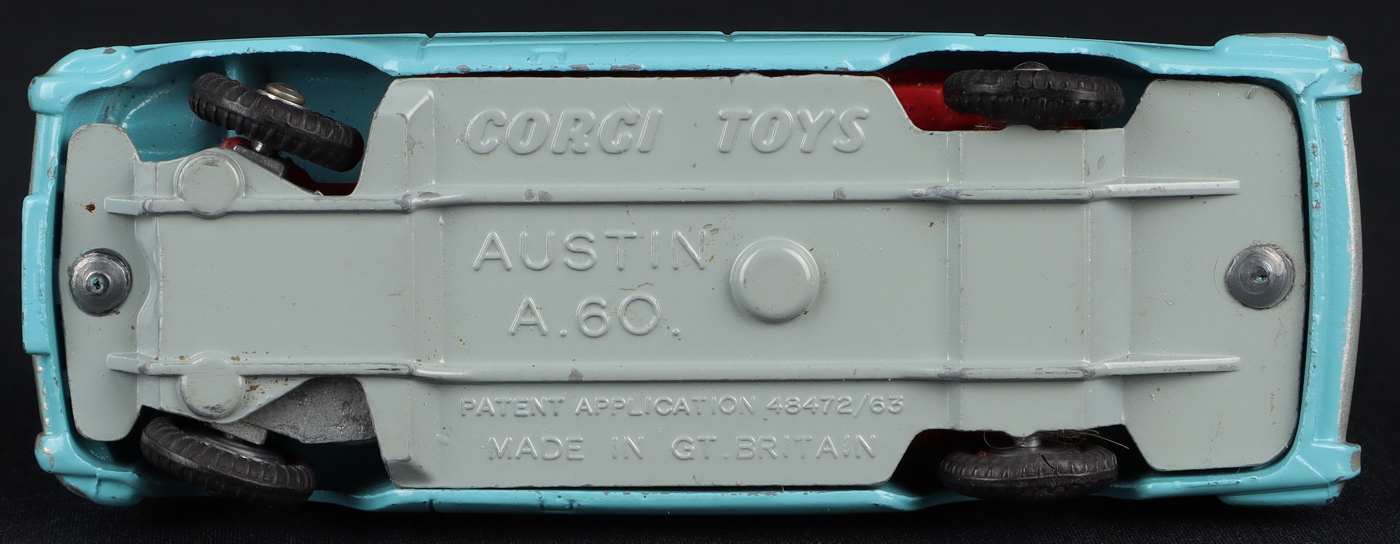 CORGI TOYS
AUSTIN
A.60.
PATENT APPLICATION 48472/63
MADE IN GT. BRITAIN